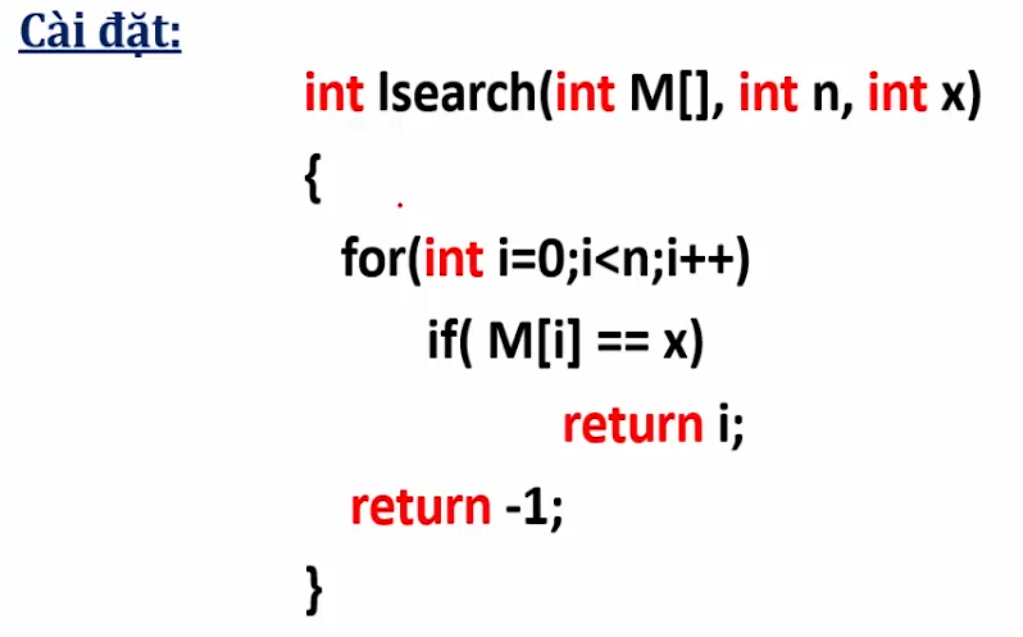 Cài đặt:
int lsearch(int M[], int n, int x)
{
for(int i=0;i<n;i++)
if( M[i] == x)
return i;
return -1;
}